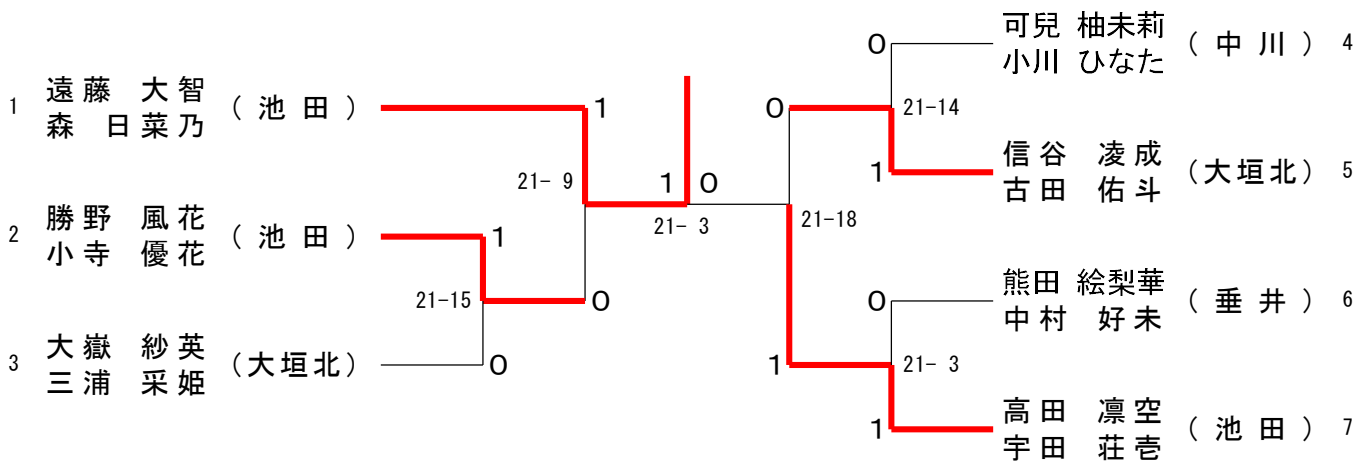 1 遠藤 大智 (池田)
森 日菜乃
1
21- 9
2 勝野 風花 (池田)
小寺 優花
1
21-15
0
3 大嶽 紗英 (大垣北)
三浦 采姫
0
1 0
21- 3
0 可兒 柚未莉 (中川) 4
小川 ひなた
0
21-14
1 信谷 凌成 (大垣北) 5
古田 佑斗
21-18
0 熊田 絵梨華 (垂井) 6
中村 好未
1
21- 3
1 高田 凛空 (池田) 7
宇田 荘壱